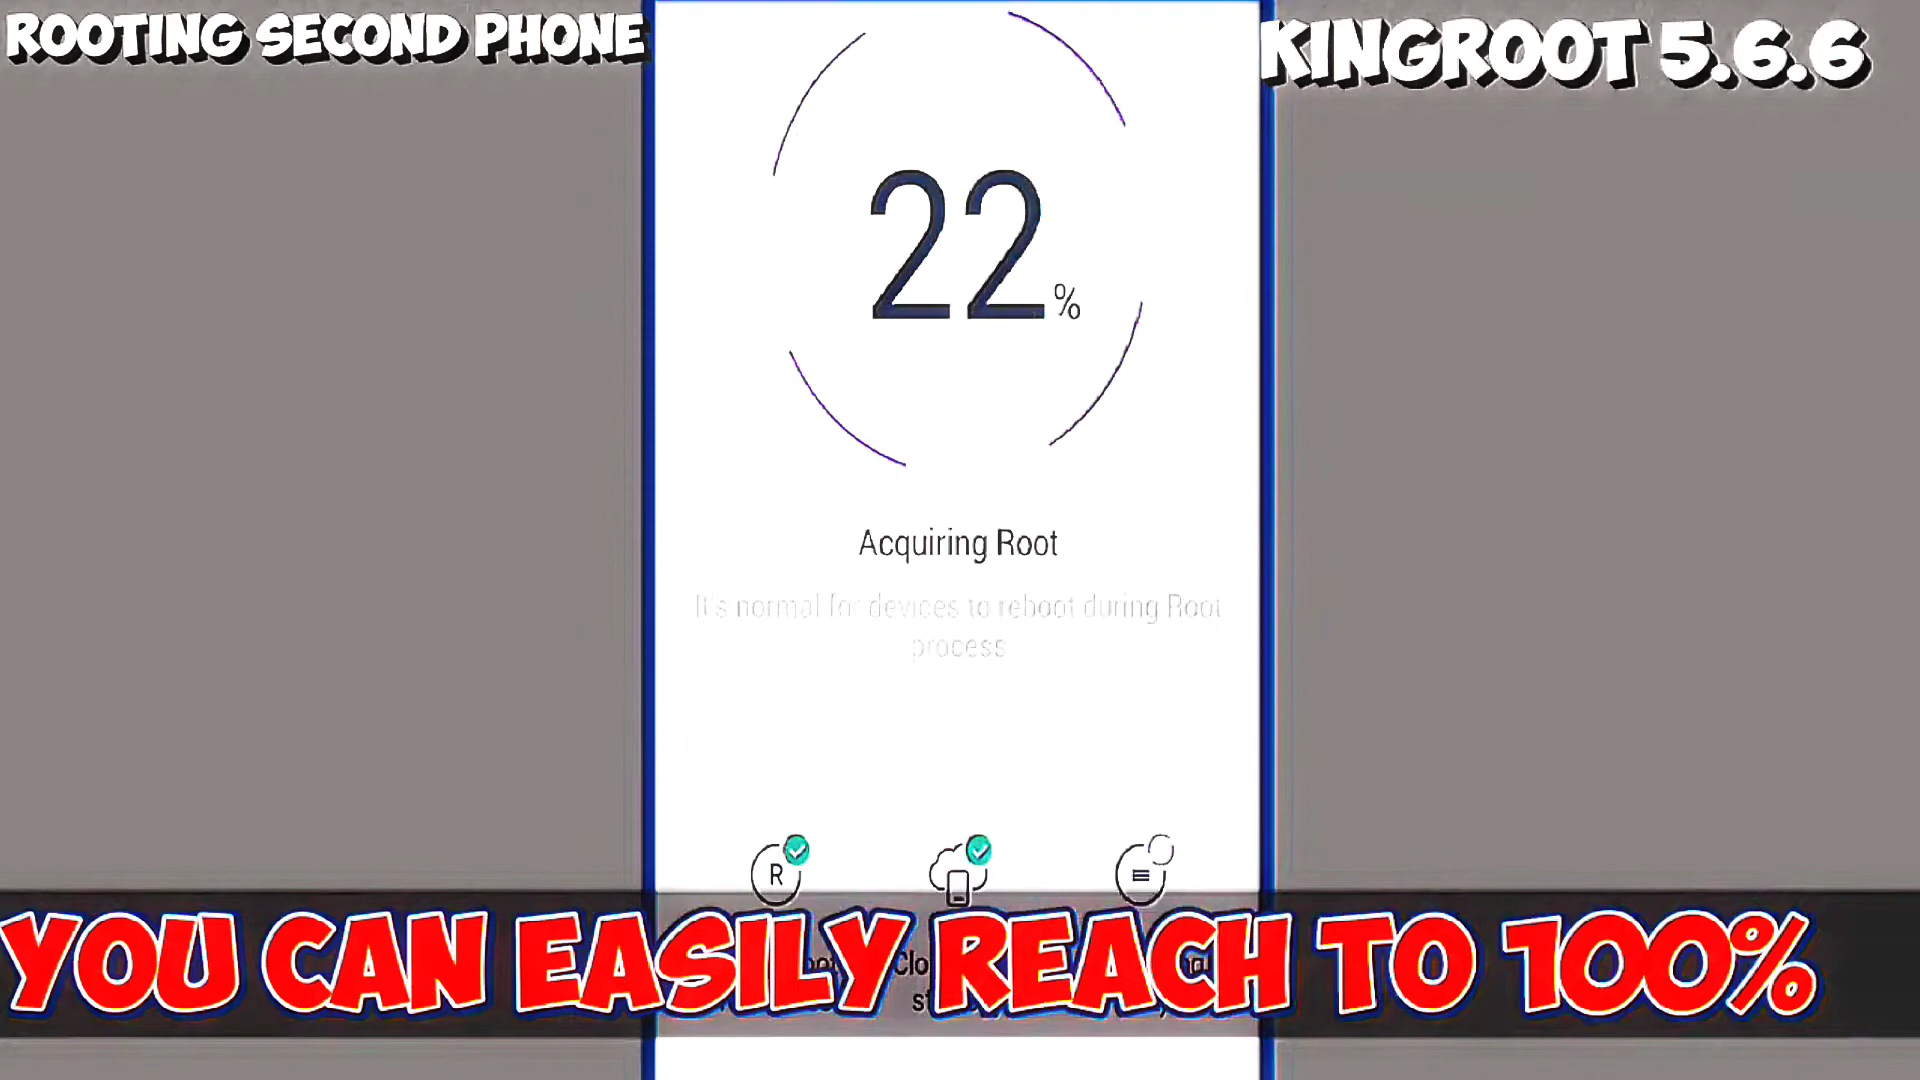 ROOTING SECOND PHONE
KINGROOT 5.6.6
22%
Acquiring Root
It's normal for devices to reboot during Root
process
R
YOU CAN EASILY REACH TO 100%